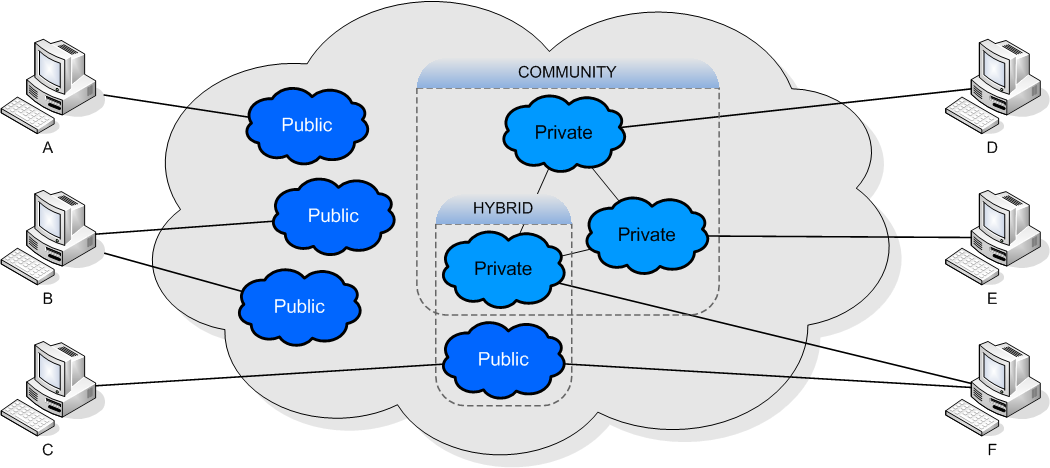 COMMUNITY
Public
Private
A
D
HYBRID
Public
Private
Private
B
Public
E
Public
C
F